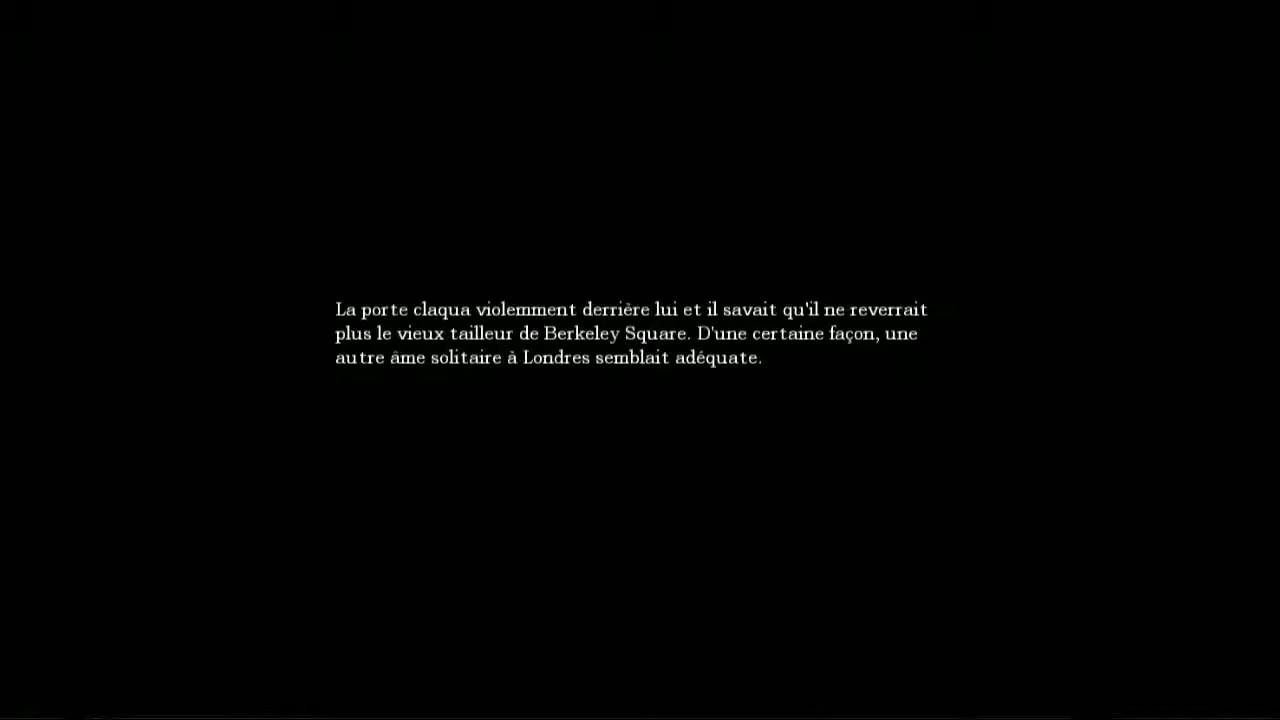 La porte claqua violemment derrière lui et il savait qu'il ne reverrait
plus le vieux tailleur de Berkeley Square. D'une certaine façon, une
autre âme solitaire à Londres semblait adéquate.